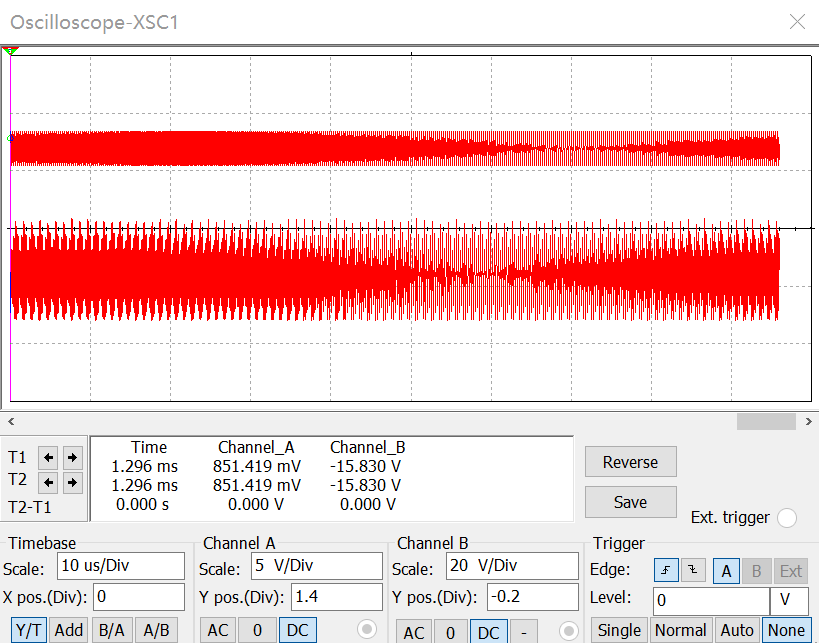 Oscilloscope-XSC1
Time Channel_A Channel_B
T1 1.296 ms 851.419 mV -15.830 V
T2 1.296 ms 851.419 mV -15.830 V
T2-T1 0.000 s 0.000 V 0.000 V
Reverse
Save
Ext. trigger
Timebase
Scale: 10 us/Div
X pos.(Div): 0
Y/T Add B/A A/B
Channel A
Scale: 5 V/Div
Y pos.(Div): 1.4
AC 0 DC
Channel B
Scale: 20 V/Div
Y pos.(Div): -0.2
AC 0 DC -
Trigger
Edge: A B Ext
Level: 0 V
Single Normal Auto None